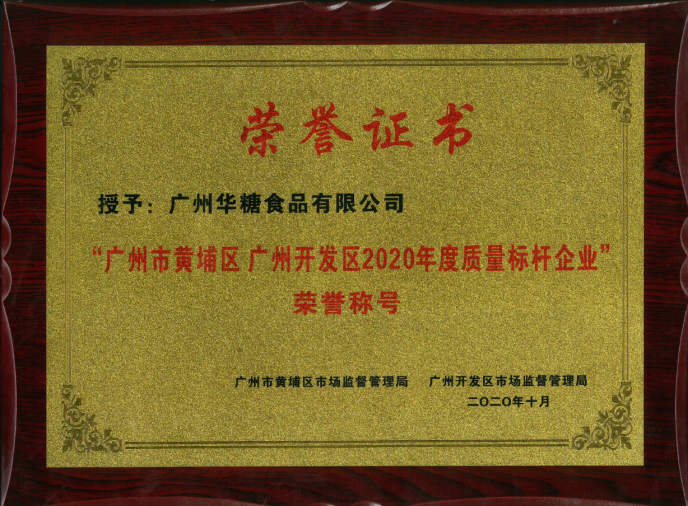 荣誉证书
授予：广州华糖食品有限公司
“广州市黄埔区 广州开发区2020年度质量标杆企业”
荣誉称号
广州市黄埔区市场监督管理局 广州开发区市场监督管理局
二〇二〇年十月